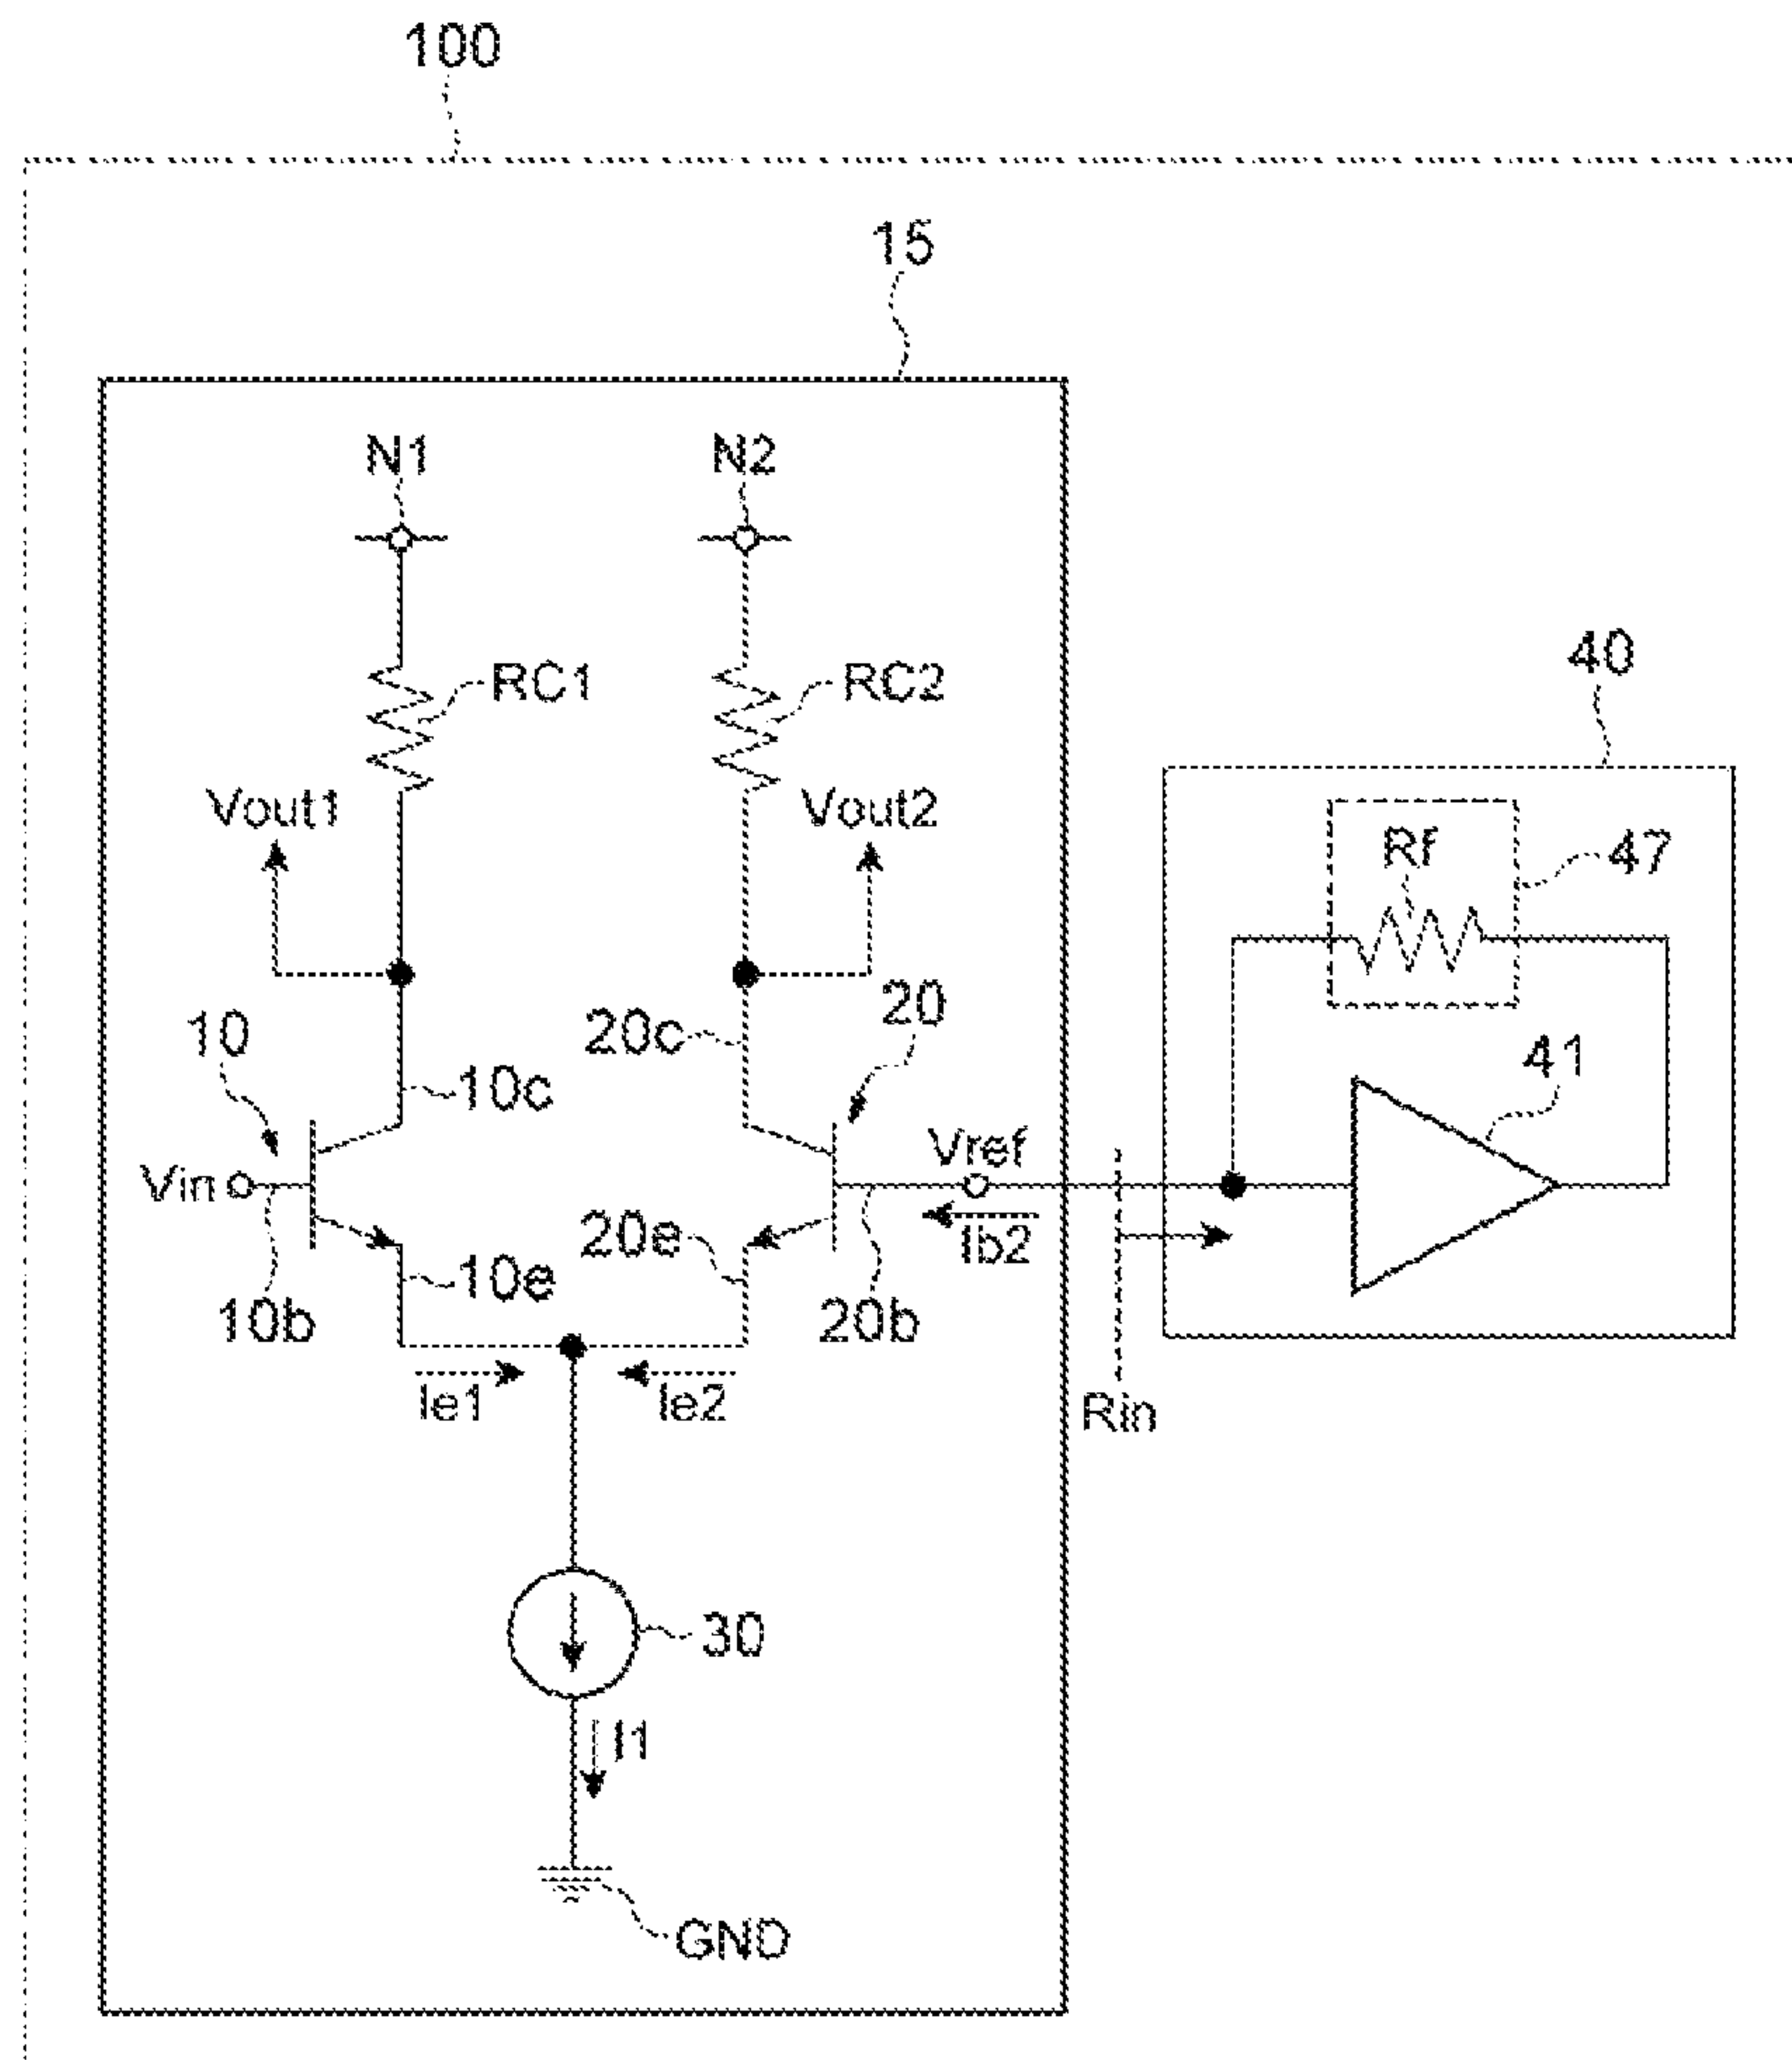 100
15
N1 N2
RC1 RC2
40
Vout1 Vout2
Rf
47
10 20c 20
10c
41
Vin Vref
10e 20e Ib2
10b 20b
Ie1 Ie2
Rin
30
I1
GND